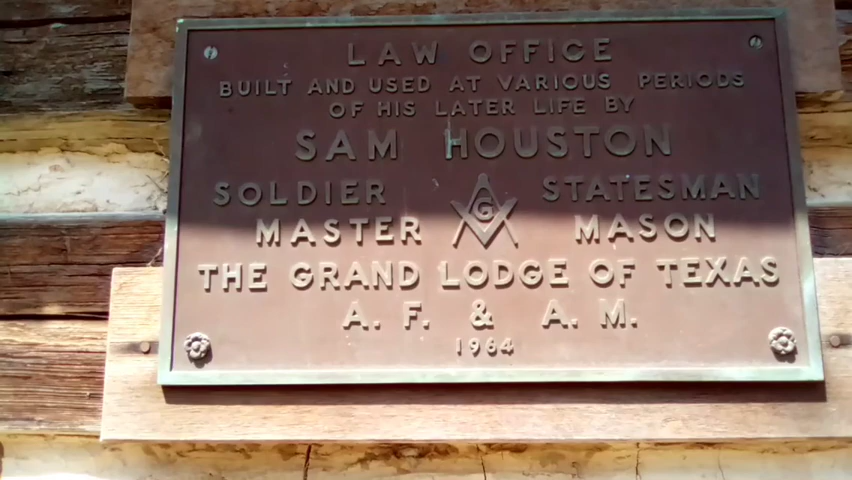 LAW OFFICE
BUILT AND USED AT VARIOUS PERIODS
OF HIS LATER LIFE BY
SAM HOUSTON
SOLDIER G STATESMAN
MASTER MASON
THE GRAND LODGE OF TEXAS
A. F. & A. M.
1964